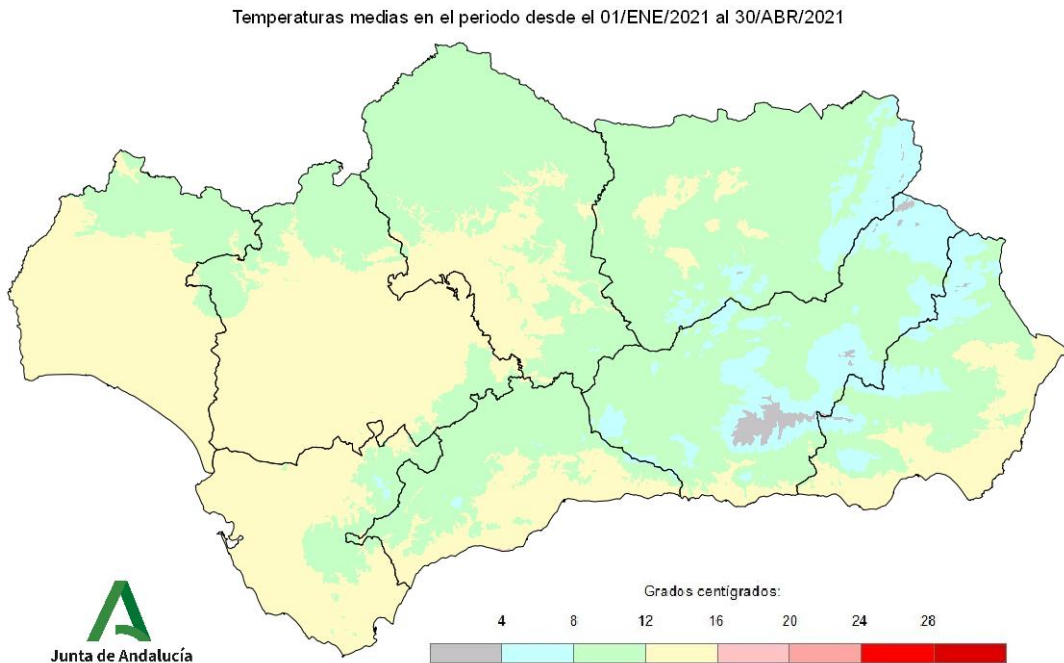 Temperaturas medias en el periodo desde el 01/ENE/2021 al 30/ABR/2021
Grados centígrados:
4 8 12 16 20 24 28
Junta de Andalucía